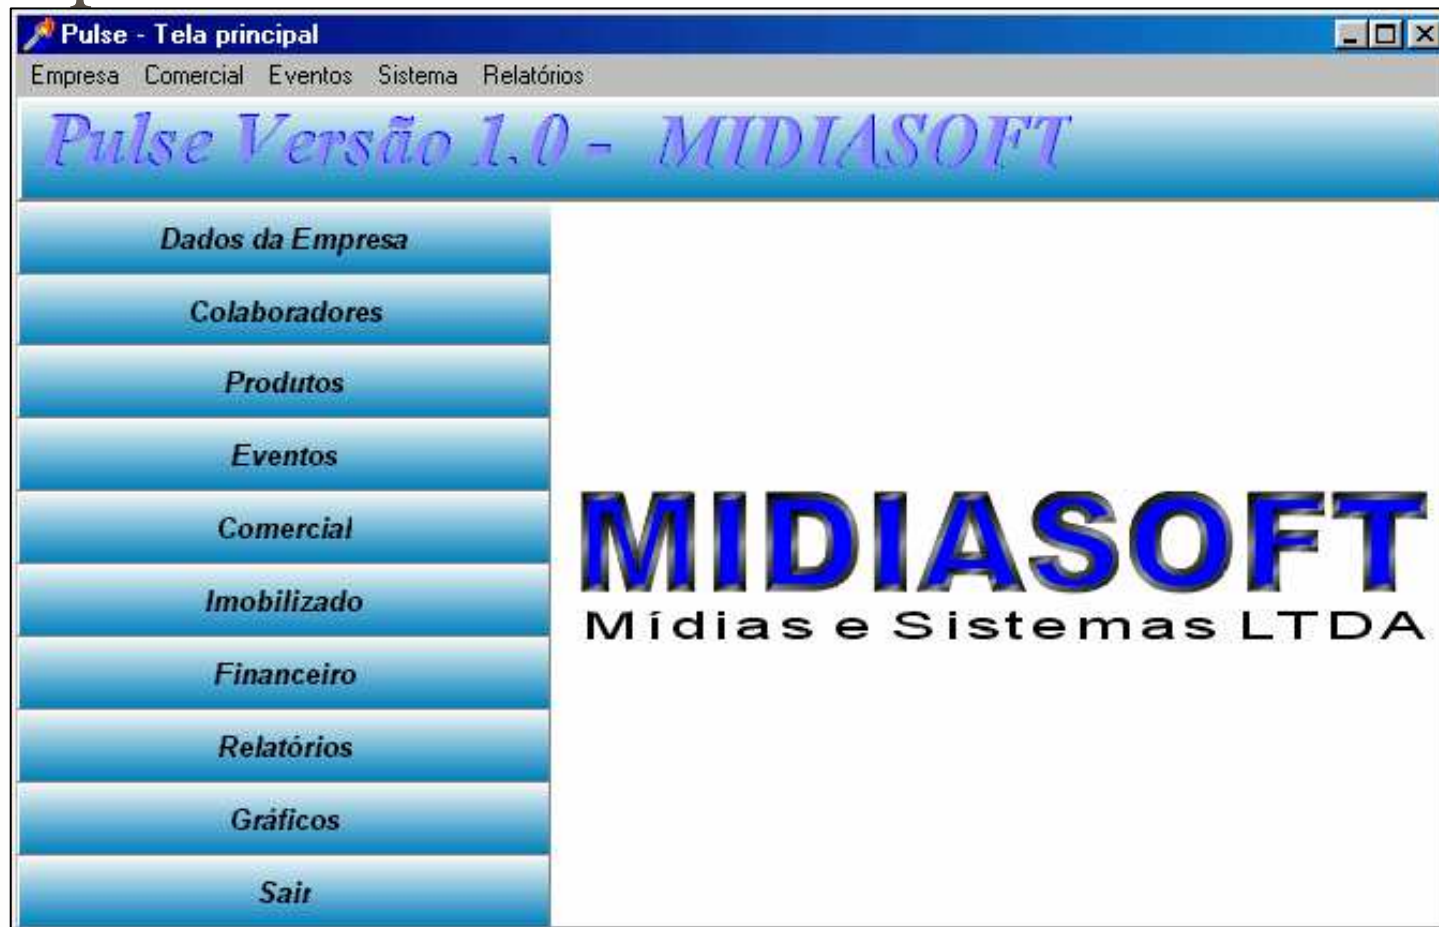 Pulse - Tela principal
Empresa Comercial Eventos Sistema Relatórios
Pulse Versão 1.0 - MIDIASOFT
Dados da Empresa
Colaboradores
Produtos
Eventos
Comercial
Imobilizado
Financeiro
Relatórios
Gráficos
Sair
MIDIASOFT
Mídias e Sistemas LTDA